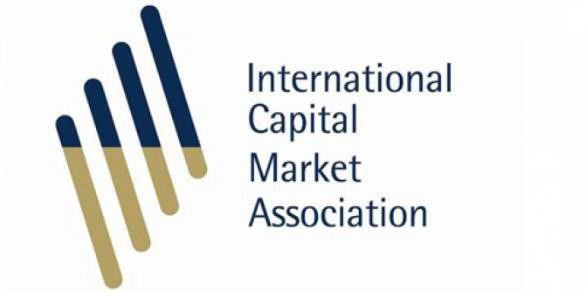 International
Capital
Market
Association